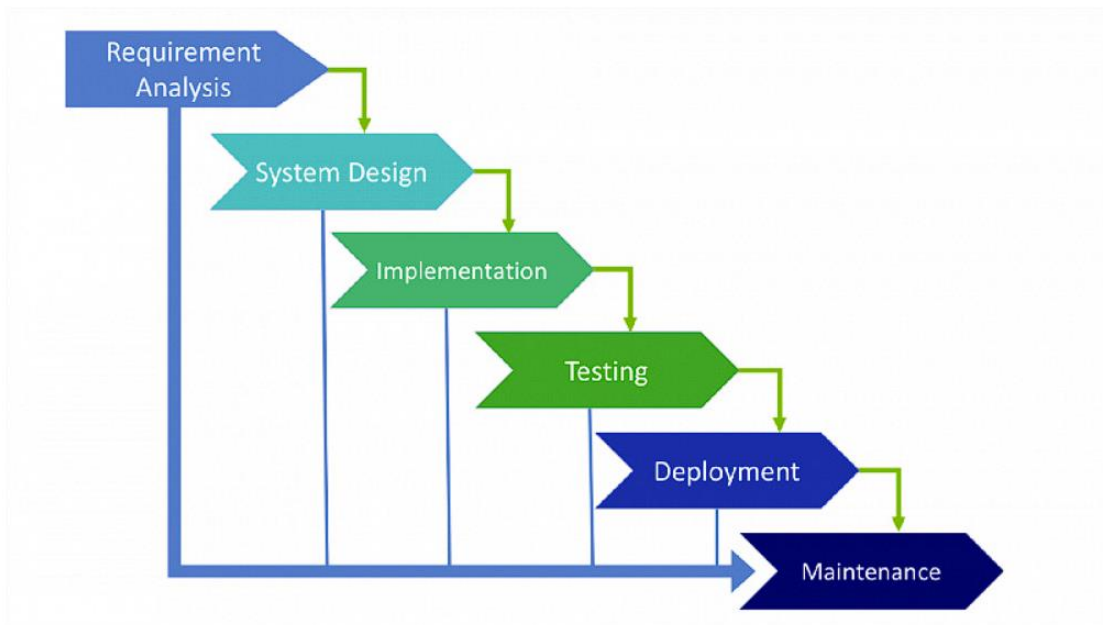 Requirement
Analysis
System Design
Implementation
Testing
Deployment
Maintenance